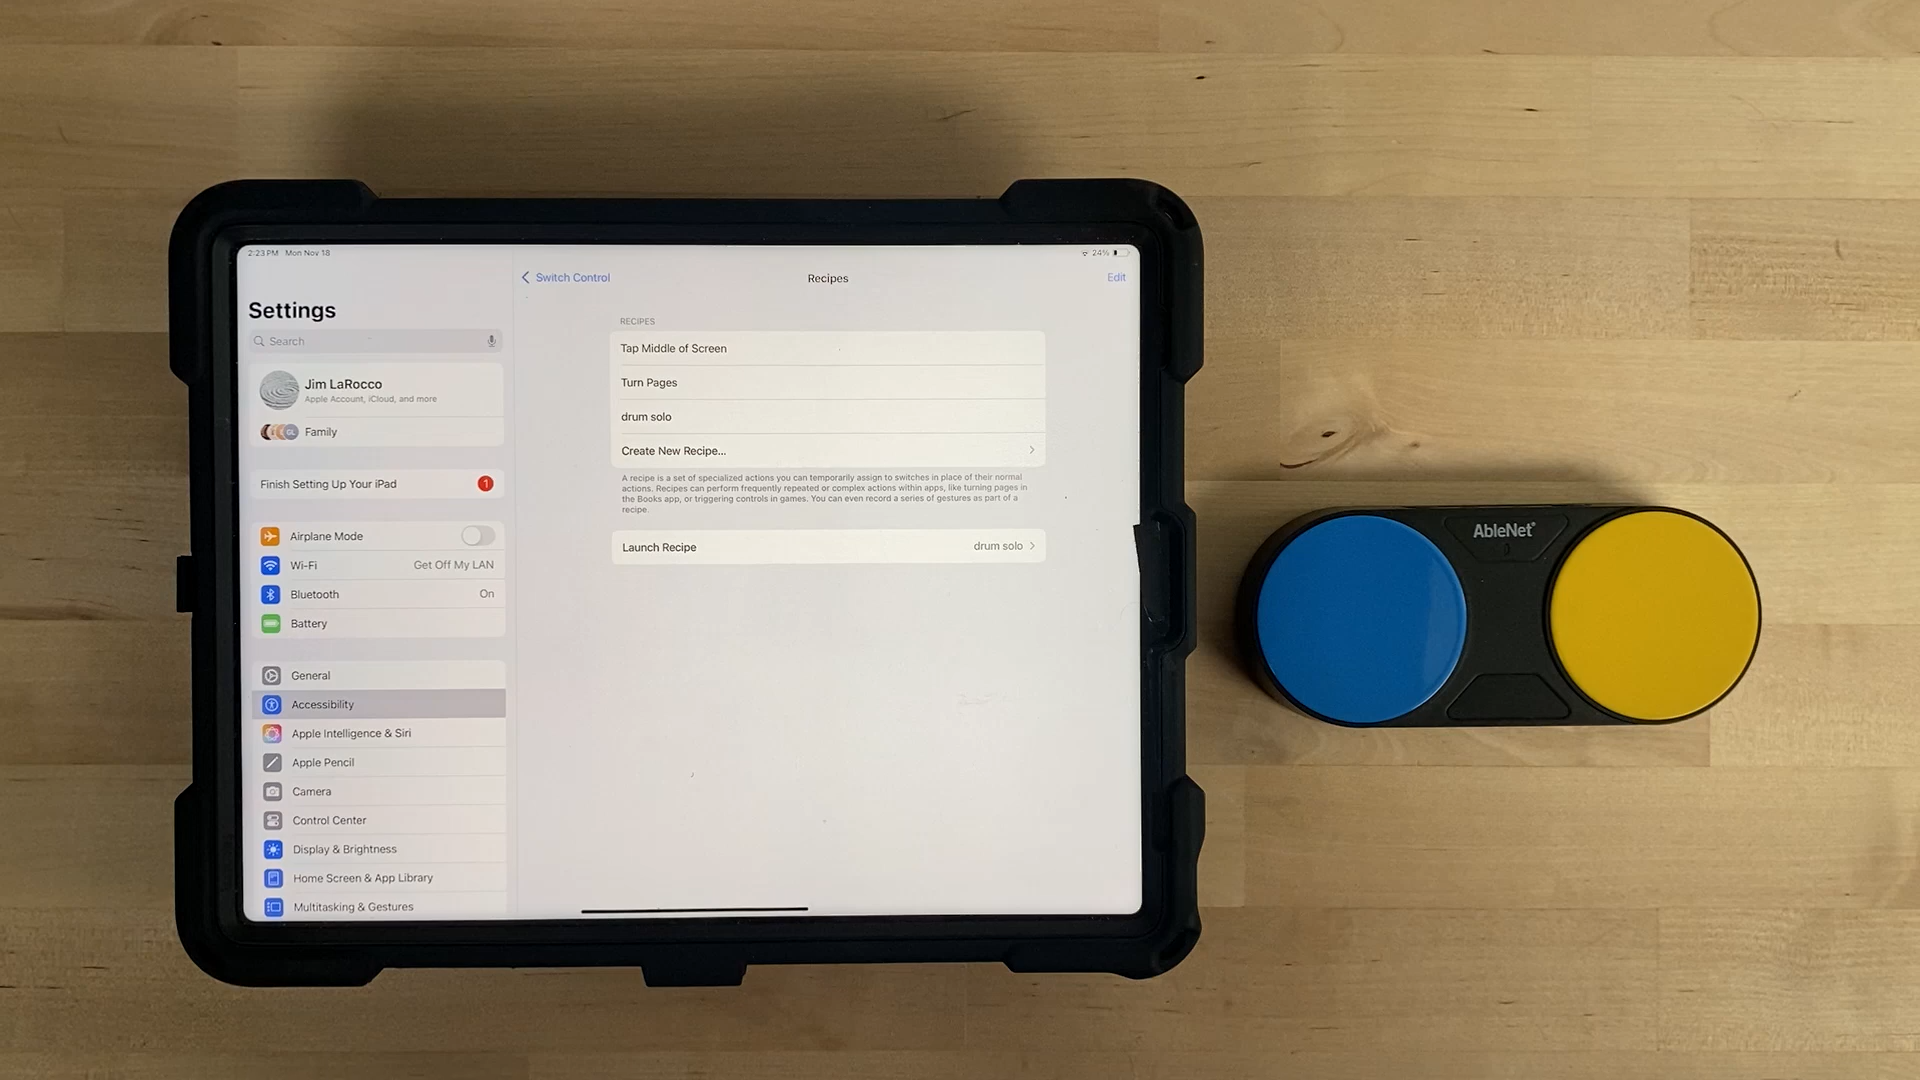 2:23 PM Mon Nov 18
24%
Settings
Search
Jim LaRocco
Apple Account, iCloud, and more
Family
Finish Setting Up Your iPad
1
Airplane Mode
Wi-Fi Get Off My LAN
Bluetooth On
Battery
General
Accessibility
Apple Intelligence & Siri
Apple Pencil
Camera
Control Center
Display & Brightness
Home Screen & App Library
Multitasking & Gestures
Switch Control
Recipes
Edit
RECIPES
Tap Middle of Screen
Turn Pages
drum solo
Create New Recipe...
A recipe is a set of specialized actions you can temporarily assign to switches in place of their normal
actions. Recipes can perform frequently repeated or complex actions within apps, like turning pages in
the Books app, or triggering controls in games. You can even record a series of gestures as part of a
recipe.
Launch Recipe drum solo
AbleNet®